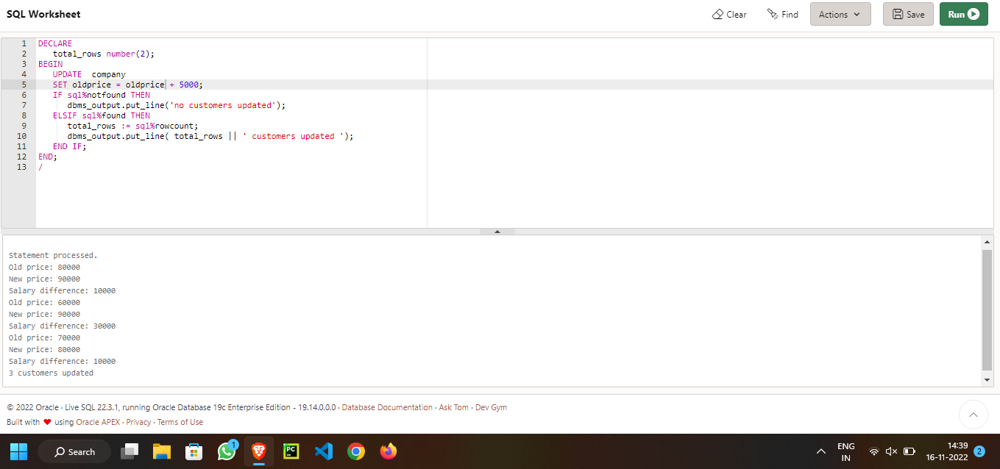 SQL Worksheet
Clear
Find
Actions
Save
Run
1 DECLARE
2 total_rows number(2);
3 BEGIN
4 UPDATE  company
5 SET oldprice = oldprice + 5000;
6 IF sql%notfound THEN
7 dbms_output.put_line('no customers updated');
8 ELSIF sql%found THEN
9 total_rows := sql%rowcount;
10 dbms_output.put_line( total_rows || ' customers updated ');
11 END IF;
12 END;
13 /
Statement processed.
Old price: 80000
New price: 90000
Salary difference: 10000
Old price: 60000
New price: 90000
Salary difference: 30000
Old price: 70000
New price: 80000
Salary difference: 10000
3 customers updated
© 2022 Oracle · Live SQL 22.3.1, running Oracle Database 19c Enterprise Edition - 19.14.0.0.0 · Database Documentation · Ask Tom · Dev Gym
Built with ❤ using Oracle APEX · Privacy · Terms of Use
Search
1
PC
ENG
IN
14:39
16-11-2022
2